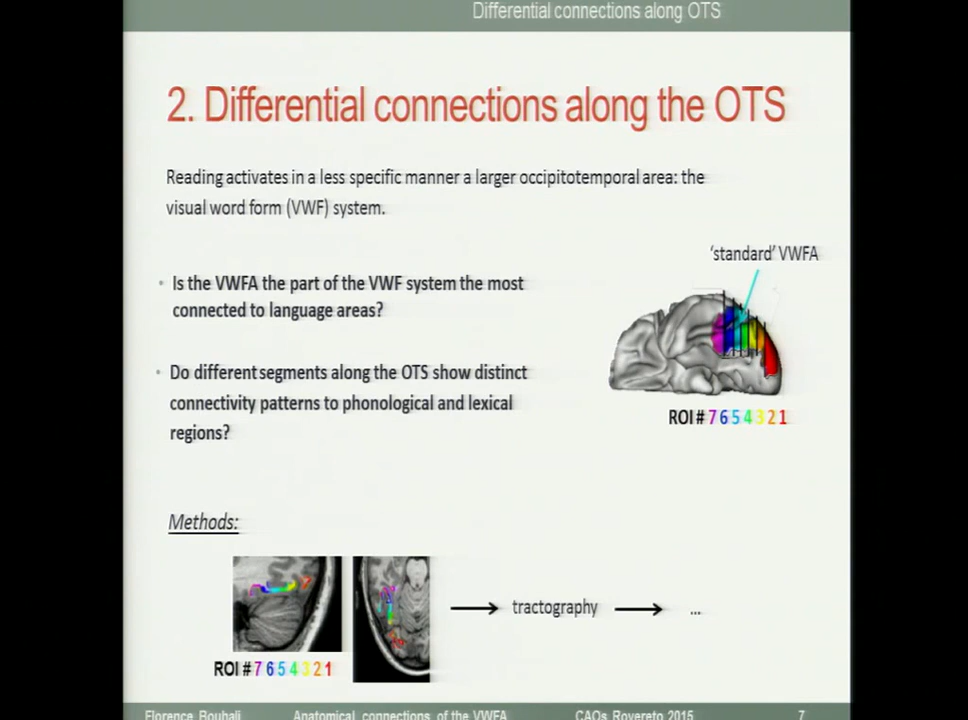 Differential connections along OTS
2. Differential connections along the OTS
Reading activates in a less specific manner a larger occipitotemporal area: the
visual word form (VWF) system.
'standard' VWFA
• Is the VWFA the part of the VWF system the most
connected to language areas?
• Do different segments along the OTS show distinct
connectivity patterns to phonological and lexical
regions?
ROI # 7 6 5 4 3 2 1
Methods:
tractography
...
ROI # 7 6 5 4 3 2 1
Florence Bouhali Anatomical connections of the VWFA CAOs Rovereto 2015 7